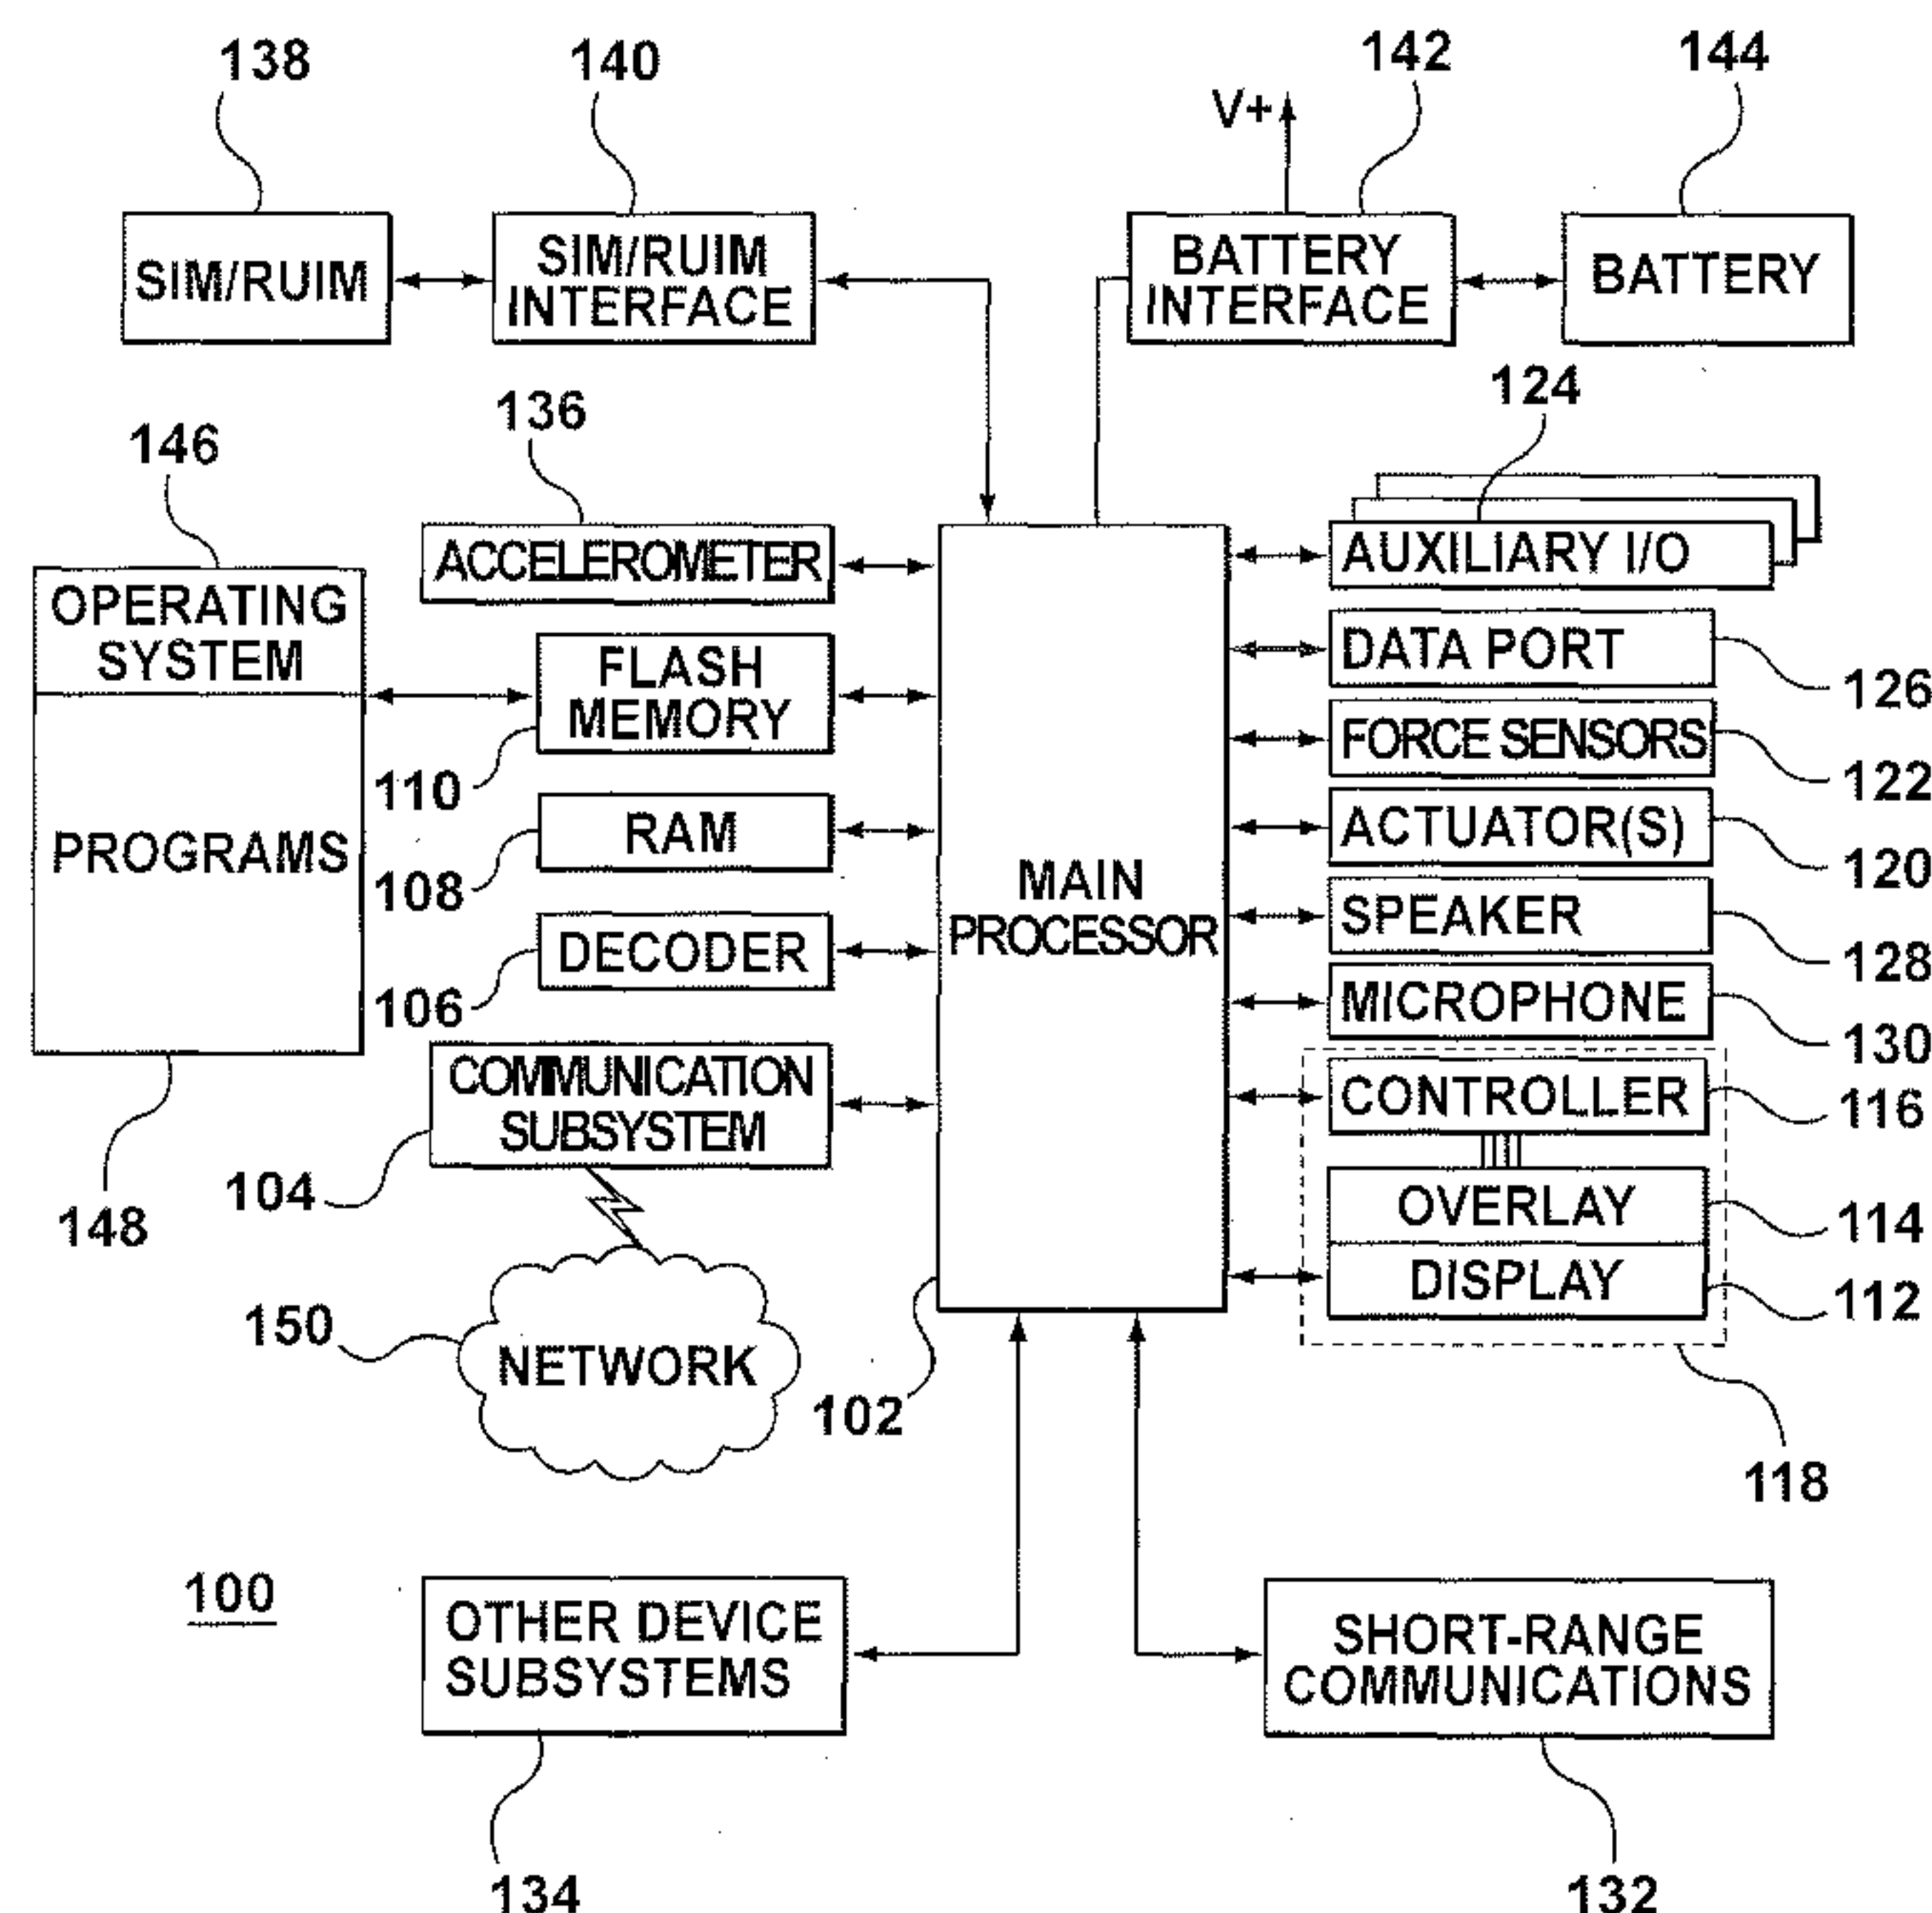 138
140
142
144
V+
SIM/RUIM
SIM/RUIM
INTERFACE
BATTERY
INTERFACE
BATTERY
124
136
146
ACCELEROMETER
AUXILIARY I/O
OPERATING
SYSTEM
FLASH
MEMORY
DATA PORT
126
110
FORCE SENSORS
122
PROGRAMS
RAM
108
ACTUATOR(S)
120
MAIN
PROCESSOR
SPEAKER
128
DECODER
106
MICROPHONE
130
COMMUNICATION
SUBSYSTEM
104
148
CONTROLLER
116
OVERLAY
114
DISPLAY
112
150
NETWORK
102
118
100
OTHER DEVICE
SUBSYSTEMS
SHORT-RANGE
COMMUNICATIONS
134
132